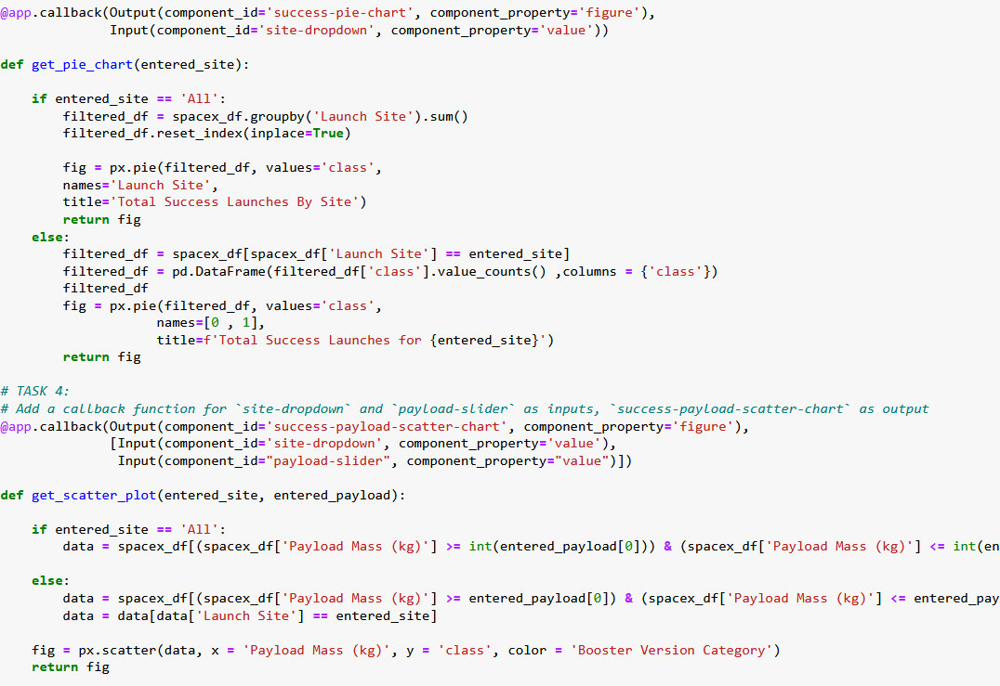 @app.callback(Output(component_id='success-pie-chart', component_property='figure'),
              Input(component_id='site-dropdown', component_property='value'))

def get_pie_chart(entered_site):

    if entered_site == 'All':
        filtered_df = spacex_df.groupby('Launch Site').sum()
        filtered_df.reset_index(inplace=True)

        fig = px.pie(filtered_df, values='class',
        names='Launch Site',
        title='Total Success Launches By Site')
        return fig
    else:
        filtered_df = spacex_df[spacex_df['Launch Site'] == entered_site]
        filtered_df = pd.DataFrame(filtered_df['class'].value_counts() ,columns = {'class'})
        filtered_df
        fig = px.pie(filtered_df, values='class',
                    names=[0 , 1],
                    title=f'Total Success Launches for {entered_site}')
        return fig

# TASK 4:
# Add a callback function for `site-dropdown` and `payload-slider` as inputs, `success-payload-scatter-chart` as output
@app.callback(Output(component_id='success-payload-scatter-chart', component_property='figure'),
              [Input(component_id='site-dropdown', component_property='value'),
               Input(component_id="payload-slider", component_property="value")])

def get_scatter_plot(entered_site, entered_payload):

    if entered_site == 'All':
        data = spacex_df[(spacex_df['Payload Mass (kg)'] >= int(entered_payload[0])) & (spacex_df['Payload Mass (kg)'] <= int(en

    else:
        data = spacex_df[(spacex_df['Payload Mass (kg)'] >= entered_payload[0]) & (spacex_df['Payload Mass (kg)'] <= entered_pay
        data = data[data['Launch Site'] == entered_site]

    fig = px.scatter(data, x = 'Payload Mass (kg)', y = 'class', color = 'Booster Version Category')
    return fig